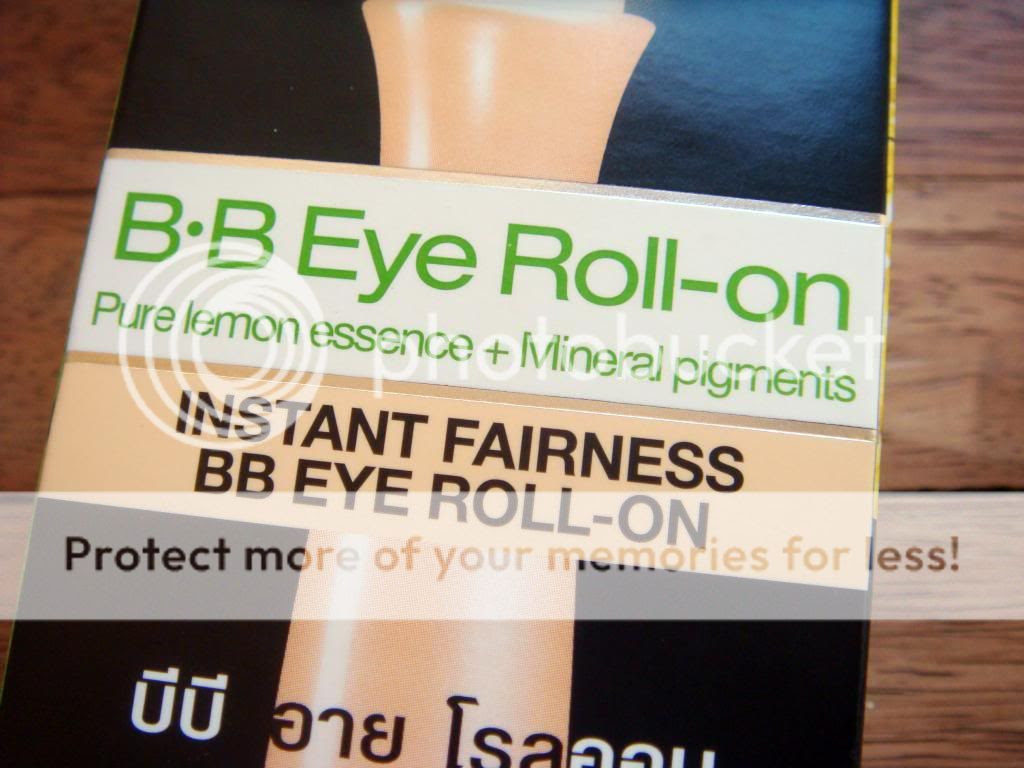 B·B Eye Roll-on
Pure lemon essence + Mineral pigments
photobucket
INSTANT FAIRNESS
BB EYE ROLL-ON
Protect more of your memories for less!
บีบี อาย โรลออน